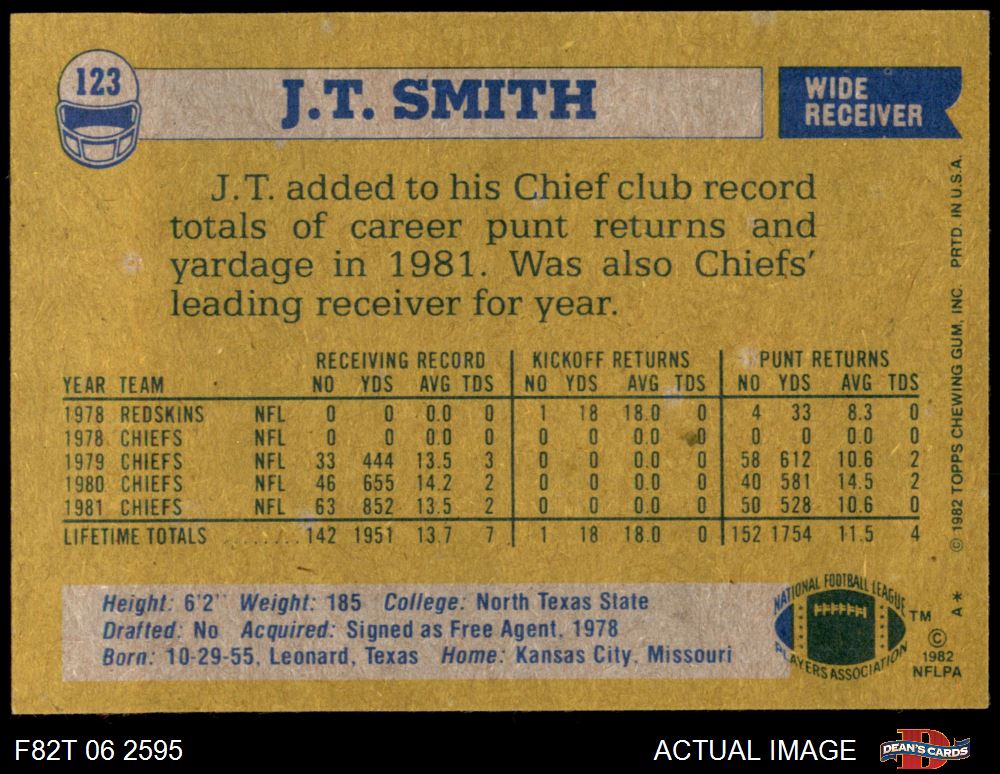 123
J.T. SMITH
WIDE
RECEIVER
J.T. added to his Chief club record
totals of career punt returns and
yardage in 1981. Was also Chiefs'
leading receiver for year.
RECEIVING RECORD KICKOFF RETURNS PUNT RETURNS
YEAR TEAM NO YDS AVG TDS NO YDS AVG TDS NO YDS AVG TDS
1978 REDSKINS NFL 0 0 0.0 0 1 18 18.0 0 4 33 8.3 0
1978 CHIEFS NFL 0 0 0.0 0 0 0 0.0 0 0 0 0.0 0
1979 CHIEFS NFL 33 444 13.5 3 0 0 0.0 0 58 612 10.6 2
1980 CHIEFS NFL 46 655 14.2 2 0 0 0.0 0 40 581 14.5 2
1981 CHIEFS NFL 63 852 13.5 2 0 0 0.0 0 50 528 10.6 0
LIFETIME TOTALS ......... 142 1951 13.7 7 1 18 18.0 0 152 1754 11.5 4
Height: 6'2" Weight: 185 College: North Texas State
Drafted: No Acquired: Signed as Free Agent, 1978
Born: 10-29-55, Leonard, Texas Home: Kansas City, Missouri
NATIONAL FOOTBALL LEAGUE
PLAYERS ASSOCIATION
TM
©
1982
NFLPA
A*
© 1982 TOPPS CHEWING GUM, INC. PRTD. IN U.S.A.
F82T 06 2595
ACTUAL IMAGE
D
DEAN'S CARDS